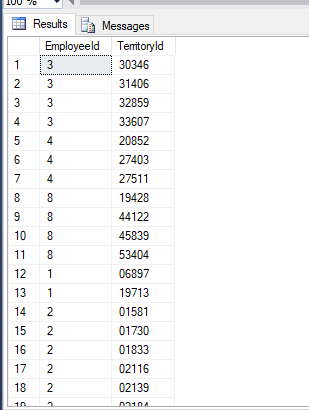 100 %
Results Messages
EmployeeId TerritoryId
1 3 30346
2 3 31406
3 3 32859
4 3 33607
5 4 20852
6 4 27403
7 4 27511
8 8 19428
9 8 44122
10 8 45839
11 8 53404
12 1 06897
13 1 19713
14 2 01581
15 2 01730
16 2 01833
17 2 02116
18 2 02139
19 2 02184